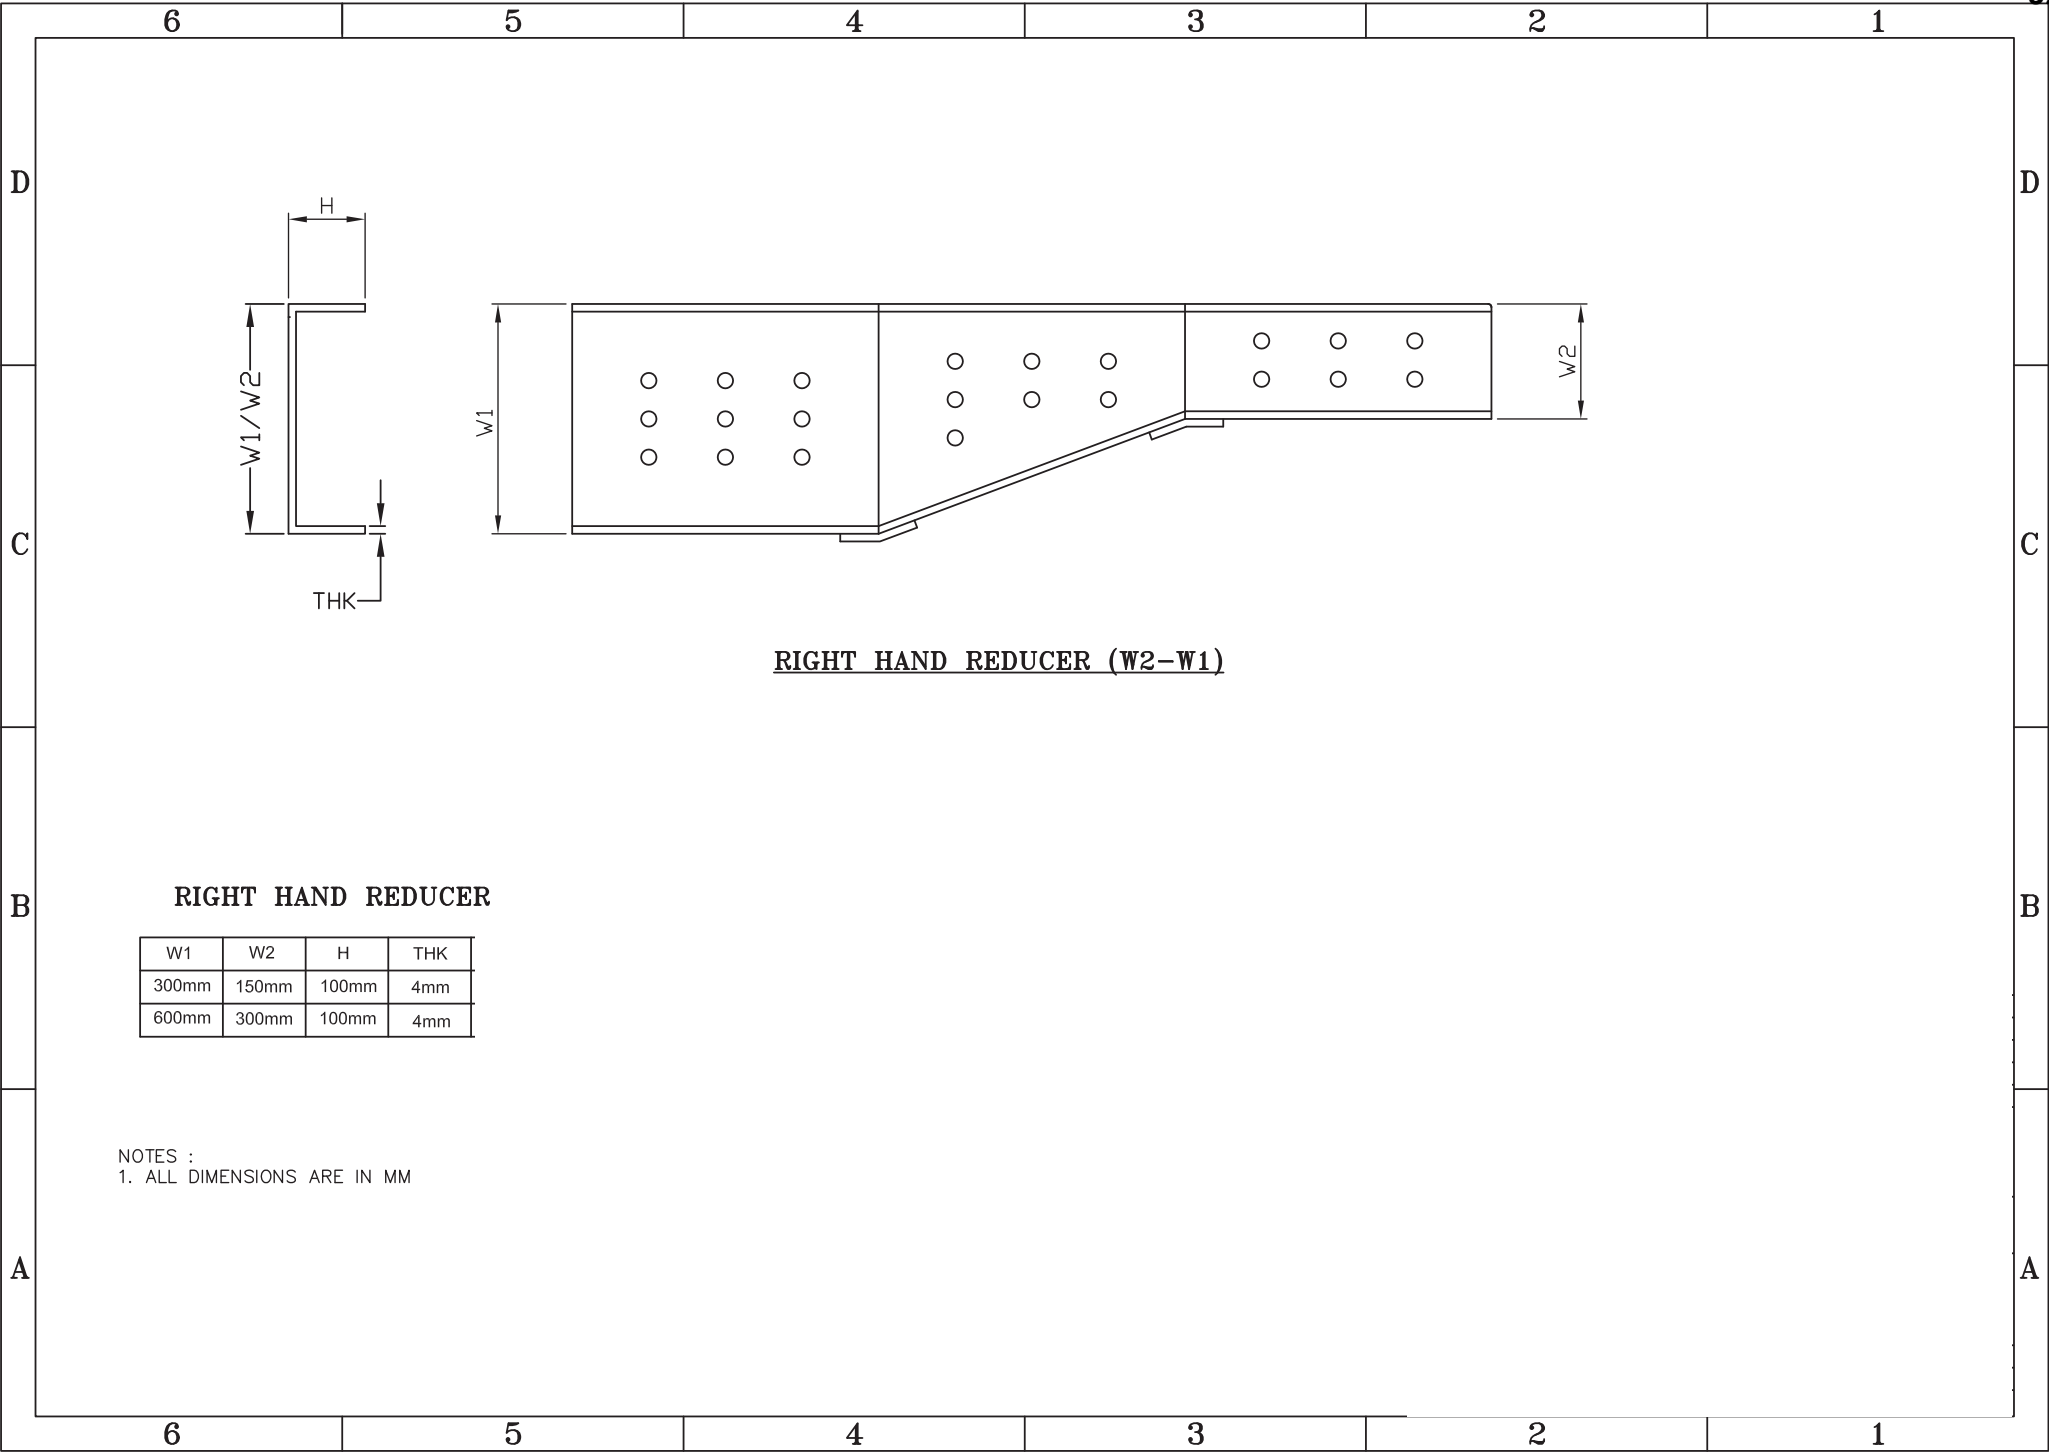 6 5 4 3 2 1
D D
H
W1/W2
W1
W2
THK
C C
RIGHT HAND REDUCER (W2-W1)
RIGHT HAND REDUCER
B B
W1 W2 H THK
300mm 150mm 100mm 4mm
600mm 300mm 100mm 4mm
NOTES :
1. ALL DIMENSIONS ARE IN MM
A A
6 5 4 3 2 1